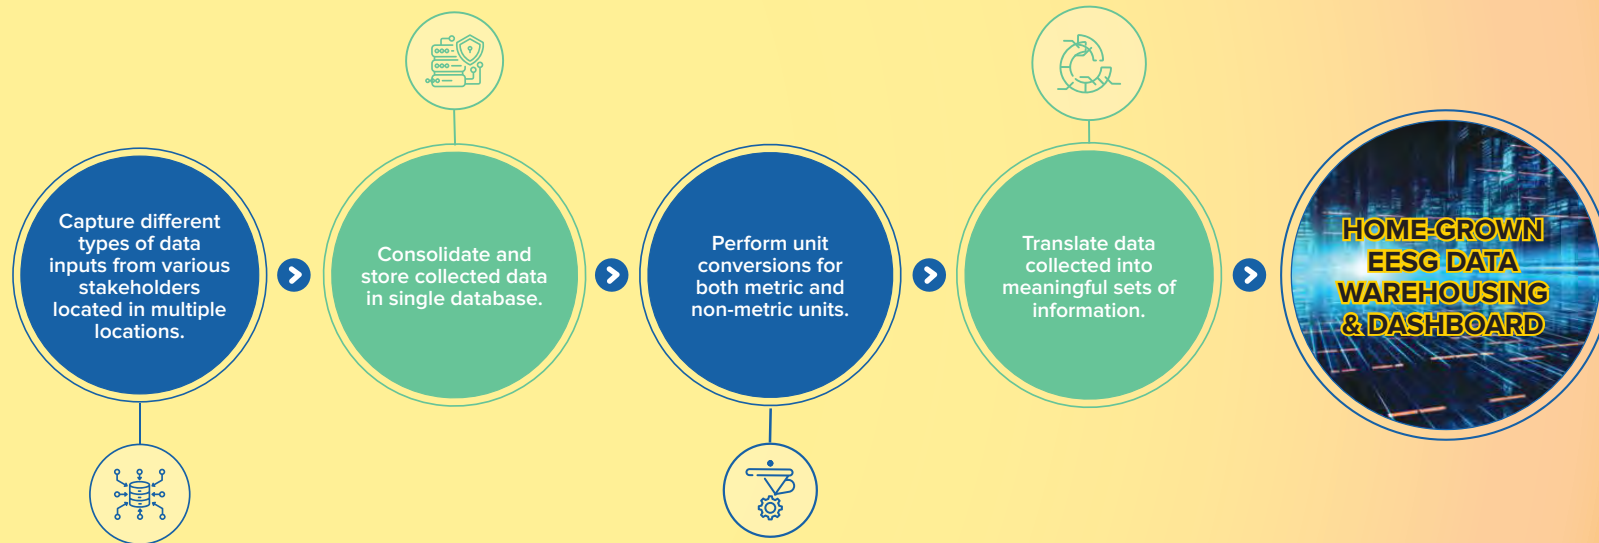 Capture different
types of data
inputs from various
stakeholders
located in multiple
locations.
Consolidate and
store collected data
in single database.
Perform unit
conversions for
both metric and
non-metric units.
Translate data
collected into
meaningful sets of
information.
HOME-GROWN
EESG DATA
WAREHOUSING
& DASHBOARD